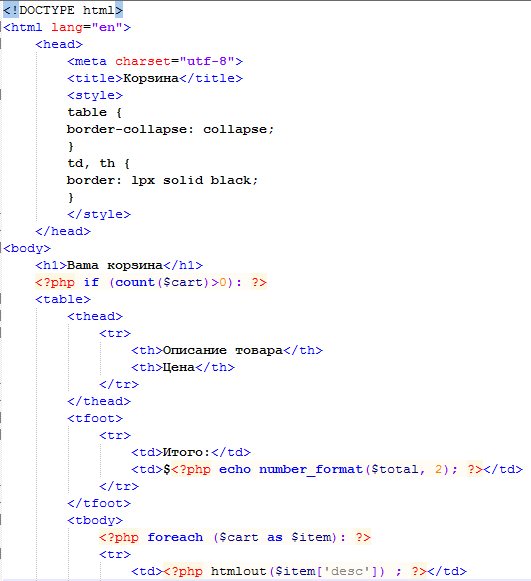 <!DOCTYPE html>
<html lang="en">
<head>
<meta charset="utf-8">
<title>Корзина</title>
<style>
table {
border-collapse: collapse;
}
td, th {
border: 1px solid black;
}
</style>
</head>
<body>
<h1>Ваша корзина</h1>
<?php if (count($cart)>0): ?>
<table>
<thead>
<tr>
<th>Описание товара</th>
<th>Цена</th>
</tr>
</thead>
<tfoot>
<tr>
<td>Итого:</td>
<td>$<?php echo number_format($total, 2); ?></td>
</tr>
</tfoot>
<tbody>
<?php foreach ($cart as $item): ?>
<tr>
<td><?php htmlout($item['desc']) ; ?></td>